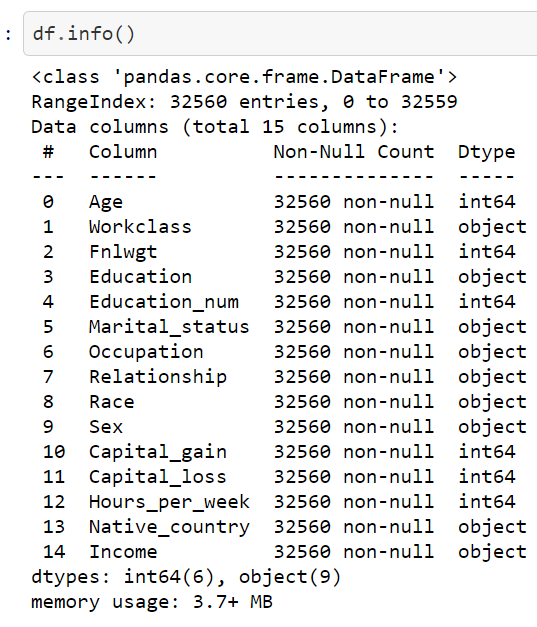 : df.info()
<class 'pandas.core.frame.DataFrame'>
RangeIndex: 32560 entries, 0 to 32559
Data columns (total 15 columns):
 #   Column          Non-Null Count  Dtype
---  ------          --------------  -----
 0   Age             32560 non-null  int64
 1   Workclass       32560 non-null  object
 2   Fnlwgt          32560 non-null  int64
 3   Education       32560 non-null  object
 4   Education_num   32560 non-null  int64
 5   Marital_status  32560 non-null  object
 6   Occupation      32560 non-null  object
 7   Relationship    32560 non-null  object
 8   Race            32560 non-null  object
 9   Sex             32560 non-null  object
 10  Capital_gain    32560 non-null  int64
 11  Capital_loss    32560 non-null  int64
 12  Hours_per_week  32560 non-null  int64
 13  Native_country  32560 non-null  object
 14  Income          32560 non-null  object
dtypes: int64(6), object(9)
memory usage: 3.7+ MB